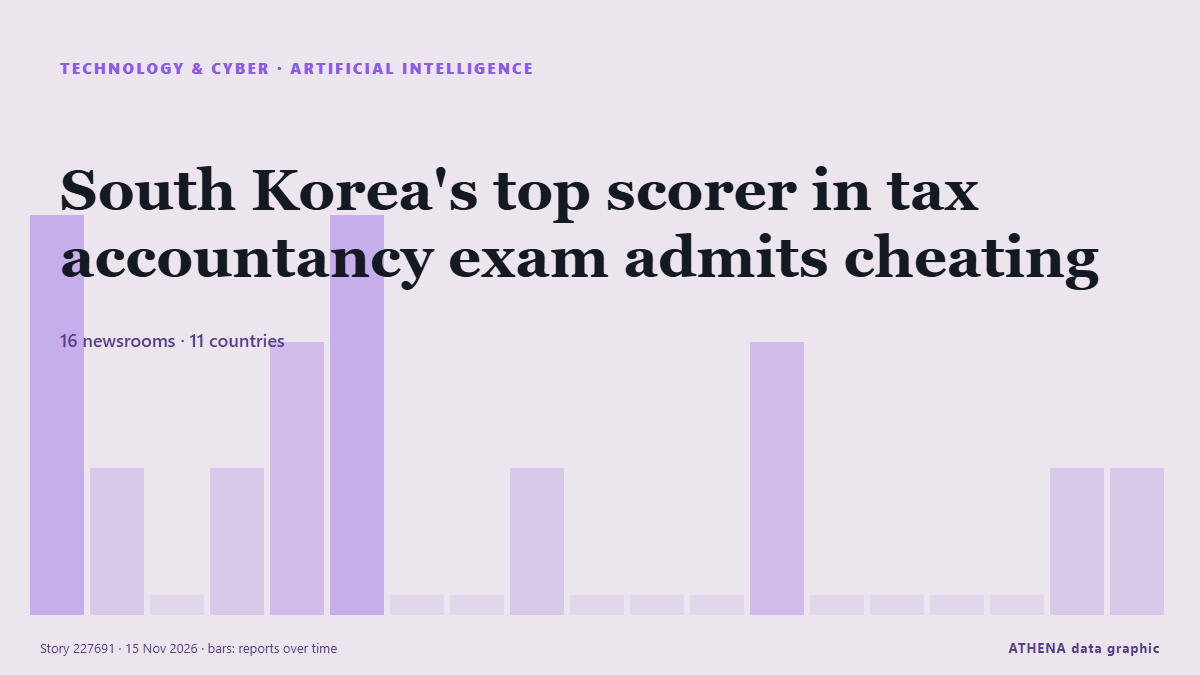 TECHNOLOGY & CYBER · ARTIFICIAL INTELLIGENCE
South Korea's top scorer in tax
accountancy exam admits cheating
16 newsrooms · 11 countries
Story 227691 · 15 Nov 2026 · bars: reports over time
ATHENA data graphic